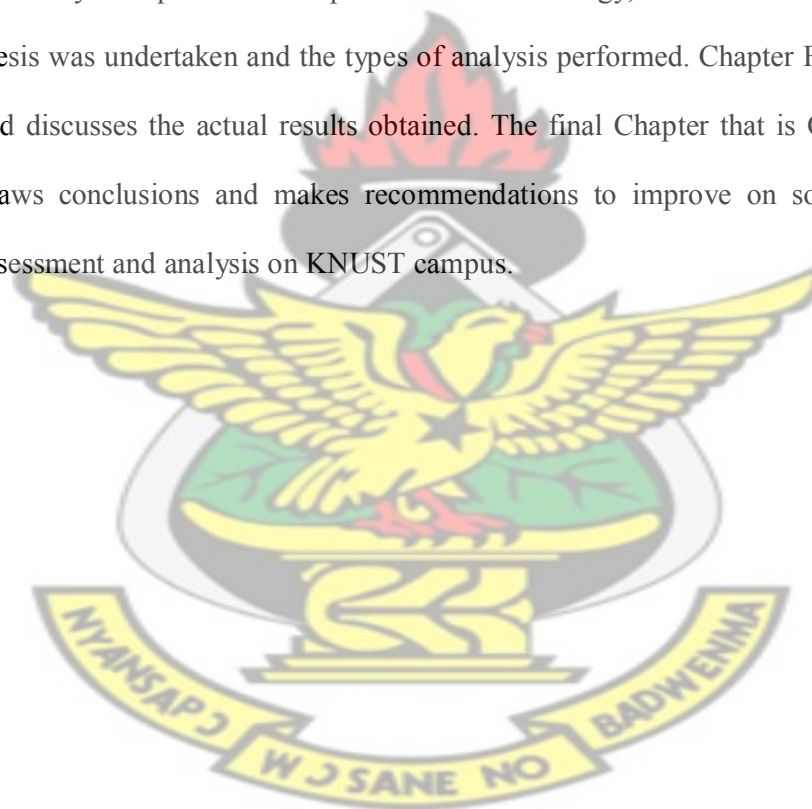 esis was undertaken and the types of analysis performed. Chapter F
d discusses the actual results obtained. The final Chapter that is
aws conclusions and makes recommendations to improve on so
sessment and analysis on KNUST campus.
NYANSAPƆ
WƆ SANE NO
BADWENMA